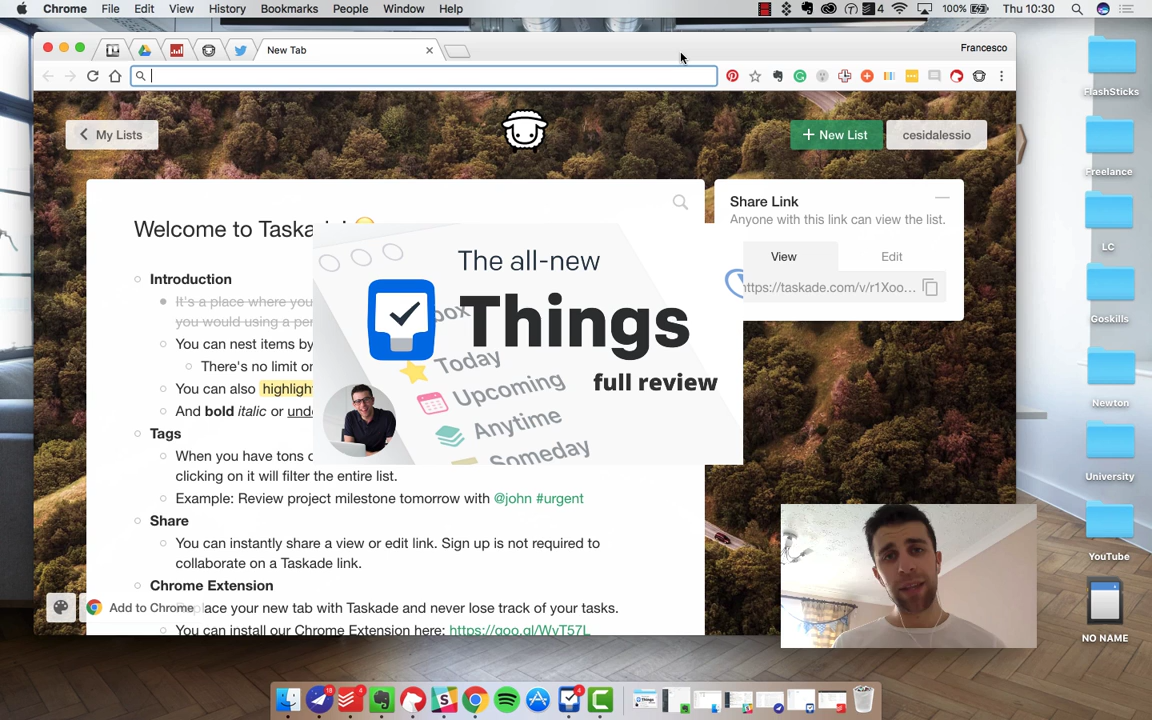 Chrome File Edit View History Bookmarks People Window Help
4 100% Thu 10:30
New Tab
Francesco
My Lists
New List
cesidalessio
Welcome to Taska
Introduction
It's a place where you
you would using a per
You can nest items by
There's no limit or
You can also highligh
And bold italic or und
Tags
When you have tons o
clicking on it will filter the entire list.
Example: Review project milestone tomorrow with @john #urgent
Share
You can instantly share a view or edit link. Sign up is not required to
collaborate on a Taskade link.
Chrome Extension
lace your new tab with Taskade and never lose track of your tasks.
You can install our Chrome Extension here: https://goo.gl/WyT57L
Add to Chrome
The all-new
Things
full review
box
Today
Upcoming
Anytime
Someday
Share Link
Anyone with this link can view the list.
View Edit
https://taskade.com/v/r1Xoo...
FlashSticks
Freelance
LC
Goskills
Newton
University
YouTube
NO NAME
18
4
4